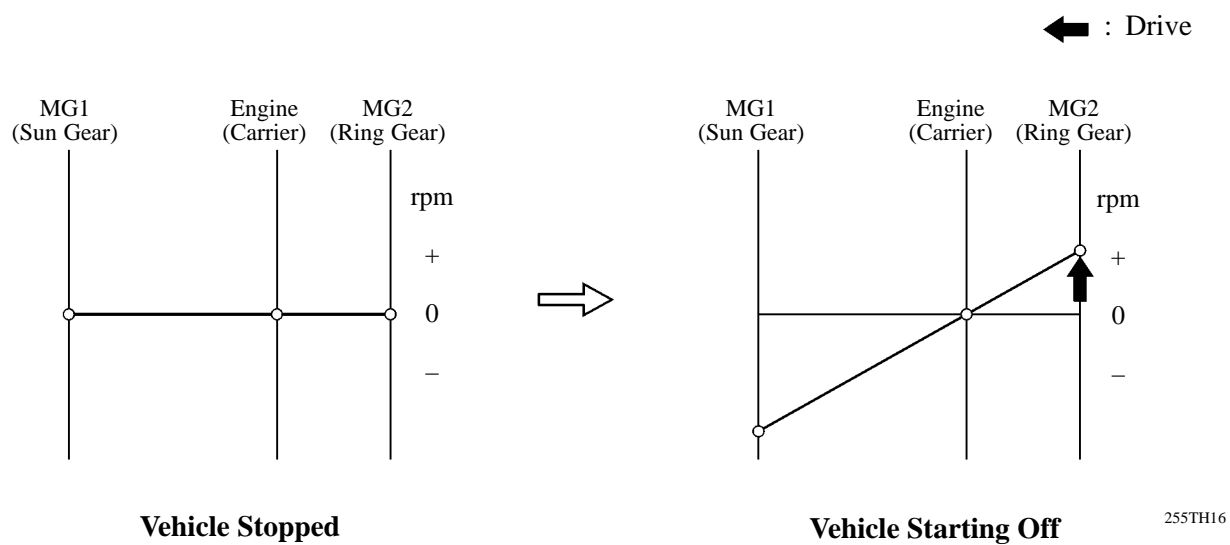 : Drive
MG1
(Sun Gear)
Engine
(Carrier)
MG2
(Ring Gear)
rpm
+
0
−
Vehicle Stopped
MG1
(Sun Gear)
Engine
(Carrier)
MG2
(Ring Gear)
rpm
+
0
−
Vehicle Starting Off
255TH16